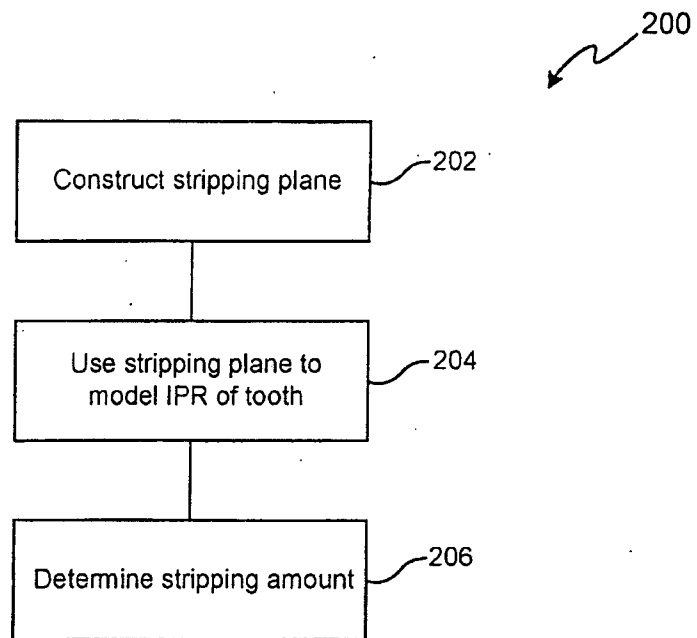 200
Construct stripping plane
202
Use stripping plane to
model IPR of tooth
204
Determine stripping amount
206